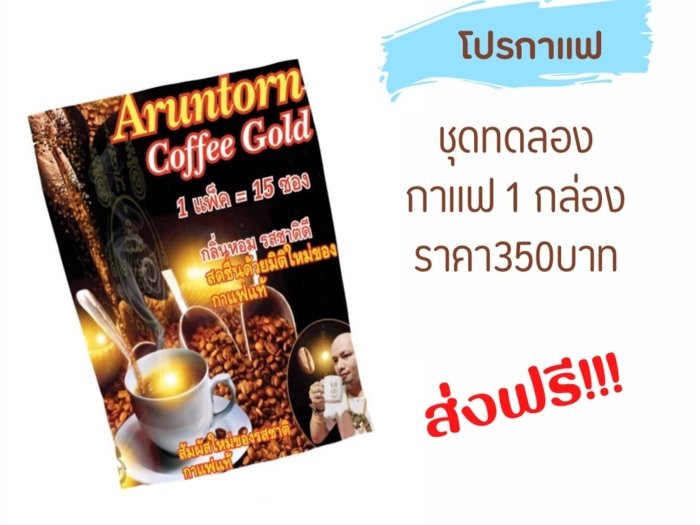 Aruntorn
Coffee Gold
1 แพ็ค = 15 ซอง
กลิ่นหอม รสชาติดี
สดชื่นด้วยมิติใหม่ของ
กาแฟแท้
สัมผัสใหม่ของรสชาติ
กาแฟแท้
โปรกาแฟ
ชุดทดลอง
กาแฟ 1 กล่อง
ราคา350บาท
ส่งฟรี!!!